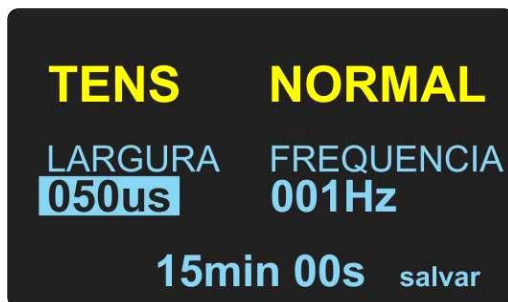 TENS NORMAL
LARGURA FREQUENCIA
050us 001Hz
15min 00s salvar